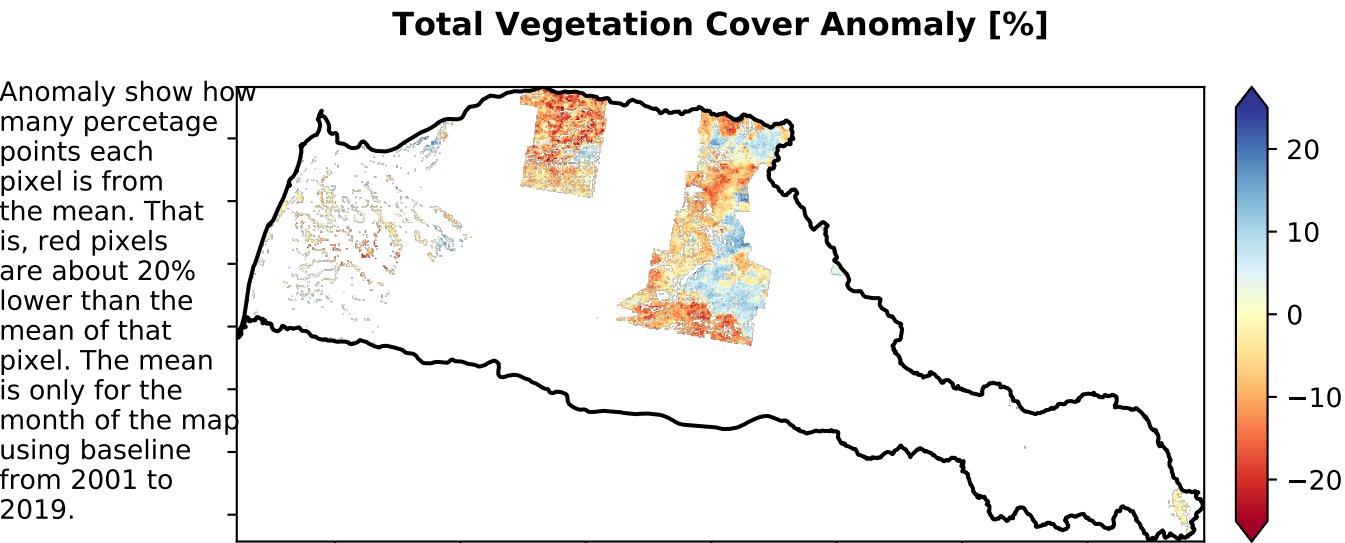 Total Vegetation Cover Anomaly [%]
Anomaly show how
many percetage
points each
pixel is from
the mean. That
is, red pixels
are about 20%
lower than the
mean of that
pixel. The mean
is only for the
month of the map
using baseline
from 2001 to
2019.
20
10
0
−10
−20